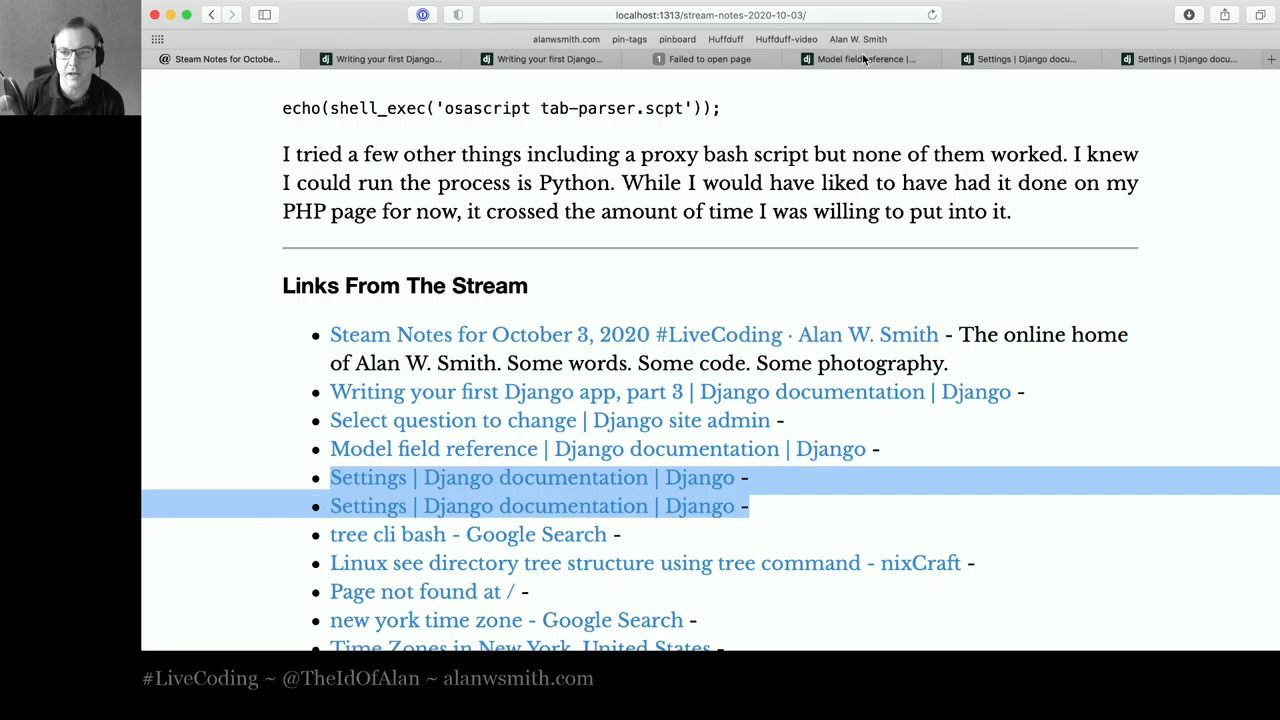 localhost:1313/stream-notes-2020-10-03/
alanwsmith.com pin-tags pinboard Huffduff Huffduff-video Alan W. Smith
@ Steam Notes for Octobe... dj Writing your first Django... dj Writing your first Django... 1 Failed to open page dj Model field reference |... dj Settings | Django docu... dj Settings | Django docu... +
echo(shell_exec('osascript tab-parser.scpt'));
I tried a few other things including a proxy bash script but none of them worked. I knew
I could run the process is Python. While I would have liked to have had it done on my
PHP page for now, it crossed the amount of time I was willing to put into it.
Links From The Stream
• Steam Notes for October 3, 2020 #LiveCoding · Alan W. Smith - The online home
of Alan W. Smith. Some words. Some code. Some photography.
• Writing your first Django app, part 3 | Django documentation | Django -
• Select question to change | Django site admin -
• Model field reference | Django documentation | Django -
• Settings | Django documentation | Django -
• Settings | Django documentation | Django -
• tree cli bash - Google Search -
• Linux see directory tree structure using tree command - nixCraft -
• Page not found at / -
• new york time zone - Google Search -
• Time Zones in New York, United States -
#LiveCoding ~ @TheIdOfAlan ~ alanwsmith.com